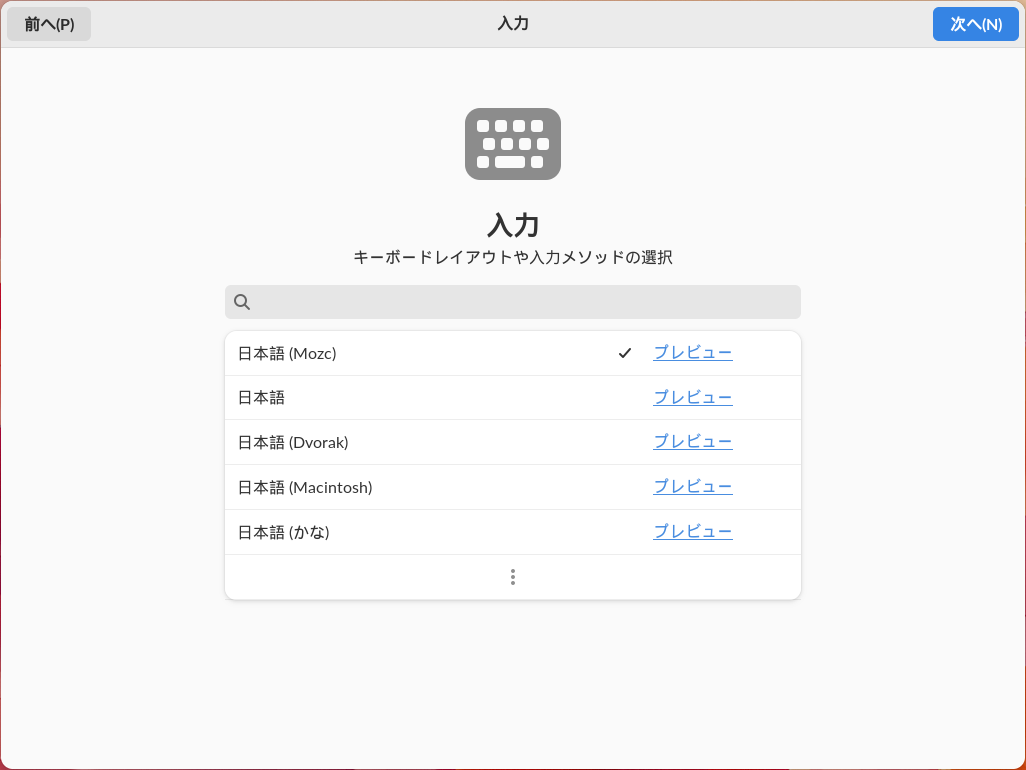 前へ(P)
入力
次へ(N)
入力
キーボードレイアウトや入力メソッドの選択
日本語 (Mozc) プレビュー
日本語 プレビュー
日本語 (Dvorak) プレビュー
日本語 (Macintosh) プレビュー
日本語 (かな) プレビュー